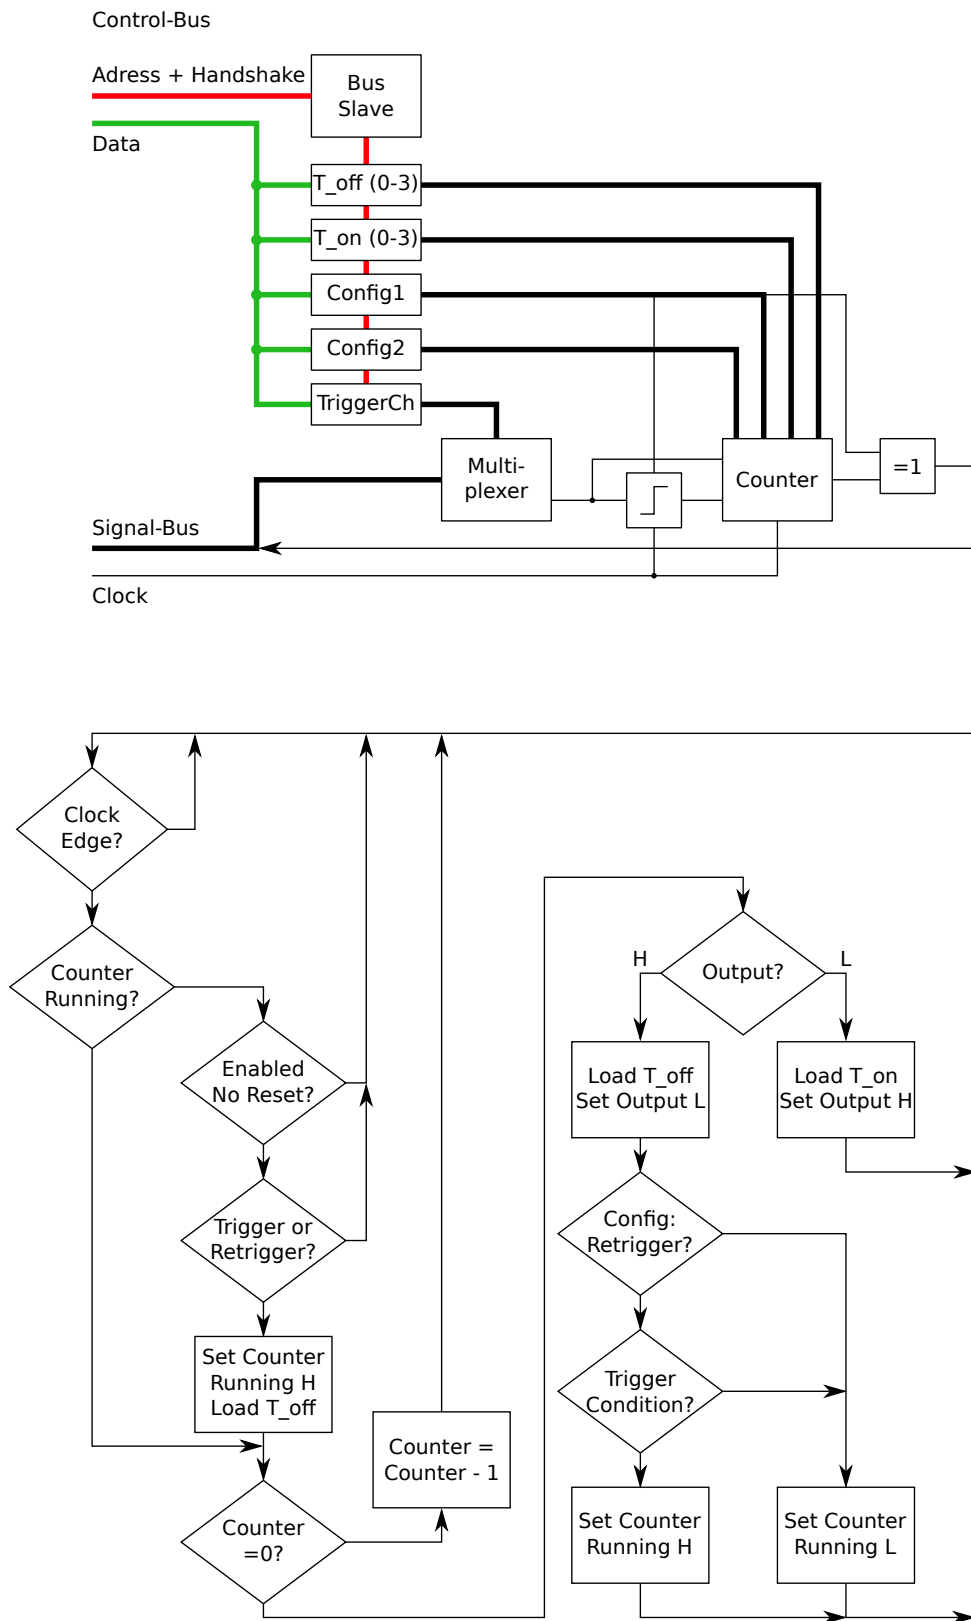 Control-Bus
Adress + Handshake
Bus
Slave
Data
T_off (0-3)
T_on (0-3)
Config1
Config2
TriggerCh
Multi-
plexer
Counter
=1
Signal-Bus
Clock
Clock
Edge?
Counter
Running?
Enabled
No Reset?
Trigger or
Retrigger?
Set Counter
Running H
Load T_off
Counter =
Counter - 1
Counter
=0?
H
Output?
L
Load T_off
Set Output L
Load T_on
Set Output H
Config:
Retrigger?
Trigger
Condition?
Set Counter
Running H
Set Counter
Running L